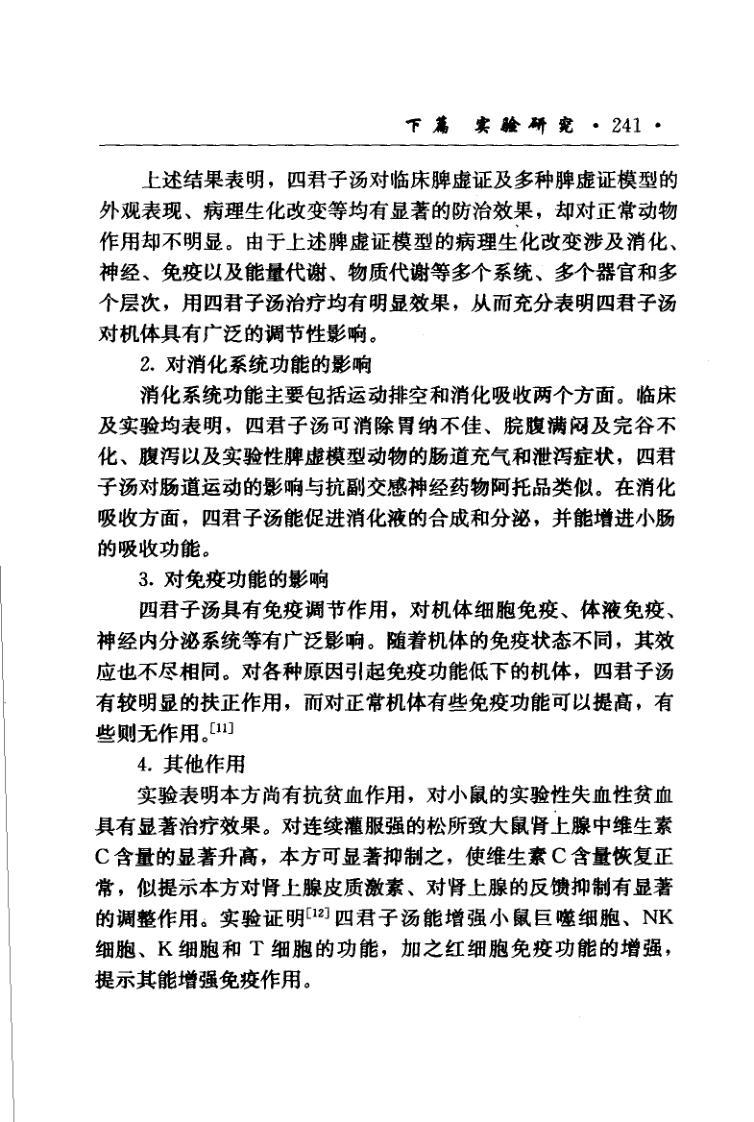 下篇 实验研究 · 241 ·
上述结果表明，四君子汤对临床脾虚证及多种脾虚证模型的
外观表现、病理生化改变等均有显著的防治效果，却对正常动物
作用却不明显。由于上述脾虚证模型的病理生化改变涉及消化、
神经、免疫以及能量代谢、物质代谢等多个系统、多个器官和多
个层次，用四君子汤治疗均有明显效果，从而充分表明四君子汤
对机体具有广泛的调节性影响。
2. 对消化系统功能的影响
消化系统功能主要包括运动排空和消化吸收两个方面。临床
及实验均表明，四君子汤可消除胃纳不佳、脘腹满闷及完谷不
化、腹泻以及实验性脾虚模型动物的肠道充气和泄泻症状，四君
子汤对肠道运动的影响与抗副交感神经药物阿托品类似。在消化
吸收方面，四君子汤能促进消化液的合成和分泌，并能增进小肠
的吸收功能。
3. 对免疫功能的影响
四君子汤具有免疫调节作用，对机体细胞免疫、体液免疫、
神经内分泌系统等有广泛影响。随着机体的免疫状态不同，其效
应也不尽相同。对各种原因引起免疫功能低下的机体，四君子汤
有较明显的扶正作用，而对正常机体有些免疫功能可以提高，有
些则无作用。[11]
4. 其他作用
实验表明本方尚有抗贫血作用，对小鼠的实验性失血性贫血
具有显著治疗效果。对连续灌服强的松所致大鼠肾上腺中维生素
C含量的显著升高，本方可显著抑制之，使维生素C含量恢复正
常，似提示本方对肾上腺皮质激素、对肾上腺的反馈抑制有显著
的调整作用。实验证明[12]四君子汤能增强小鼠巨噬细胞、NK
细胞、K细胞和T细胞的功能，加之红细胞免疫功能的增强，
提示其能增强免疫作用。